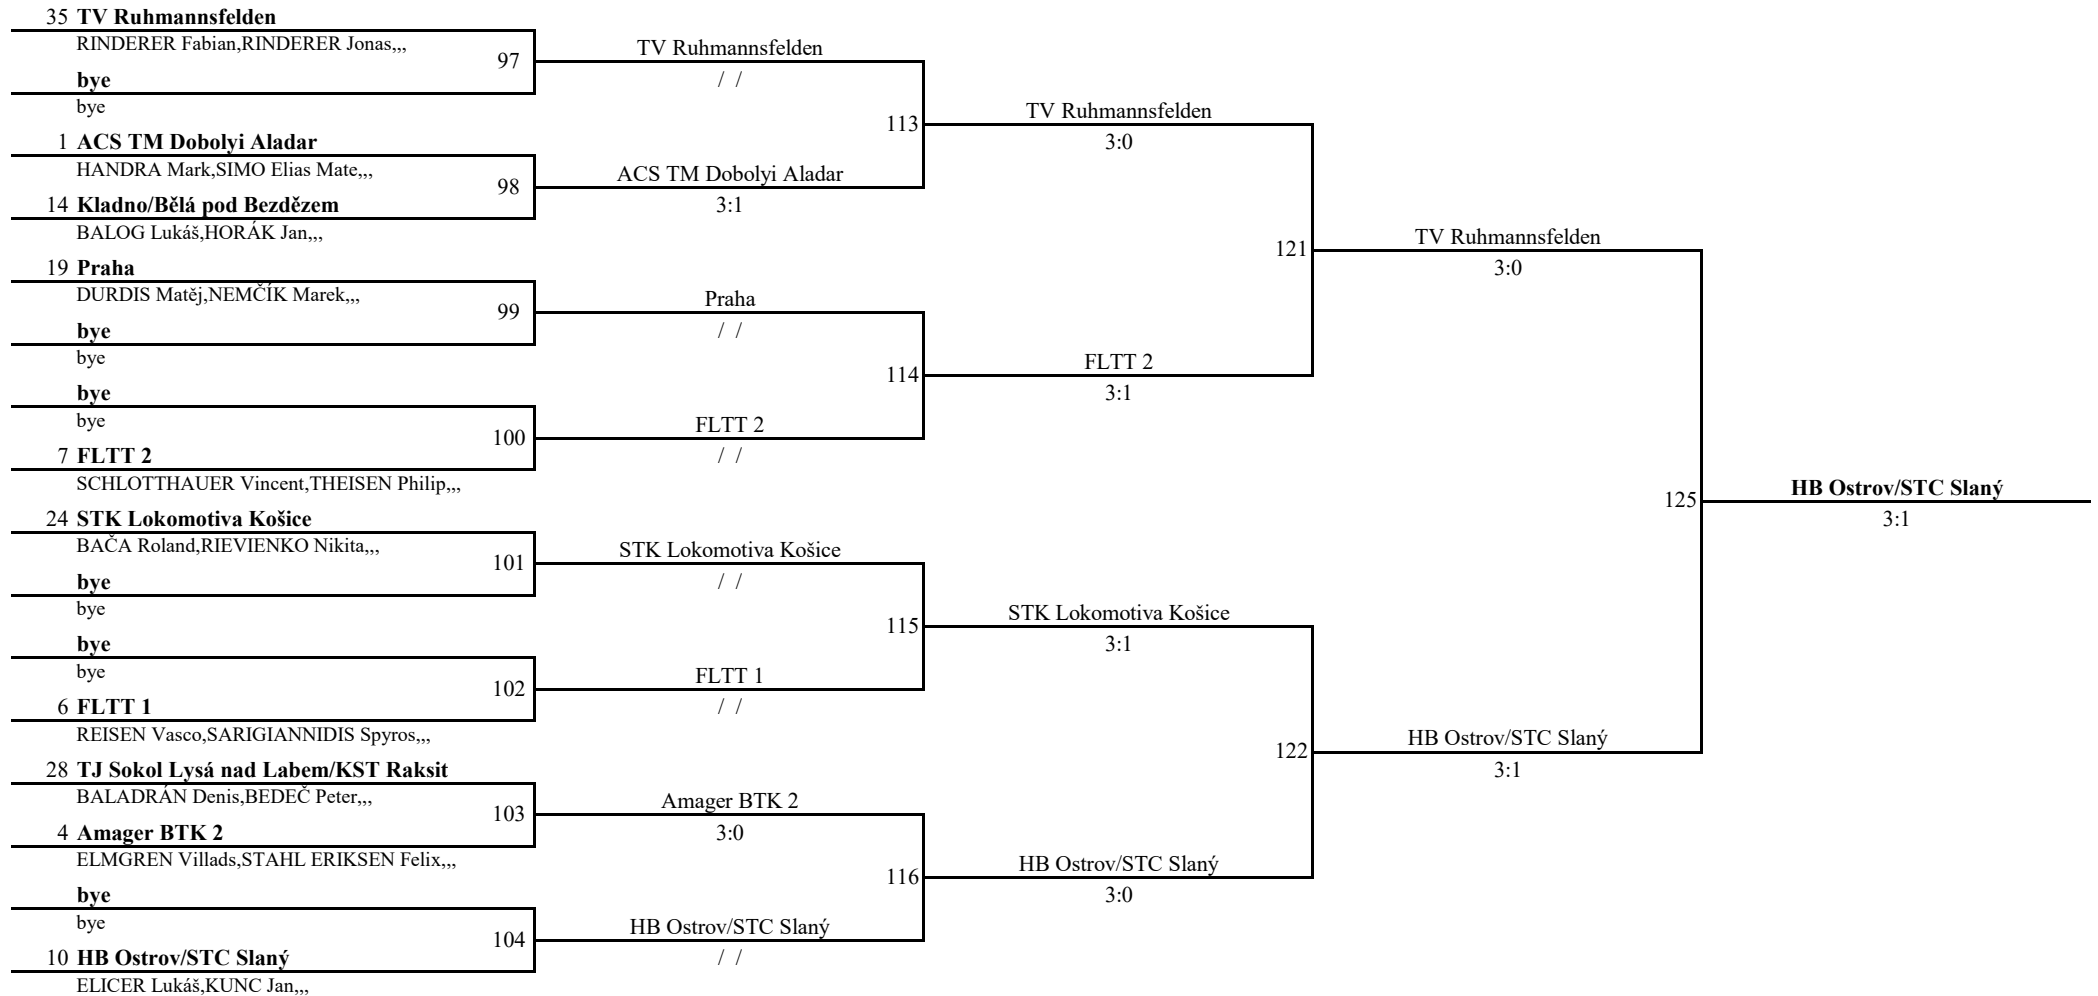 35 TV Ruhmannsfelden
RINDERER Fabian,RINDERER Jonas,,,
97
TV Ruhmannsfelden
/ /
bye
bye
113
TV Ruhmannsfelden
3:0
1 ACS TM Dobolyi Aladar
HANDRA Mark,SIMO Elias Mate,,,
98
ACS TM Dobolyi Aladar
3:1
14 Kladno/Bělá pod Bezdězem
BALOG Lukáš,HORÁK Jan,,,
121
TV Ruhmannsfelden
3:0
19 Praha
DURDIS Matěj,NEMČÍK Marek,,,
99
Praha
/ /
bye
bye
114
FLTT 2
3:1
bye
bye
100
FLTT 2
/ /
7 FLTT 2
SCHLOTTHAUER Vincent,THEISEN Philip,,,
125
HB Ostrov/STC Slaný
3:1
24 STK Lokomotiva Košice
BAČA Roland,RIEVIENKO Nikita,,,
101
STK Lokomotiva Košice
/ /
bye
bye
115
STK Lokomotiva Košice
3:1
bye
bye
102
FLTT 1
/ /
6 FLTT 1
REISEN Vasco,SARIGIANNIDIS Spyros,,,
122
HB Ostrov/STC Slaný
3:1
28 TJ Sokol Lysá nad Labem/KST Raksit
BALADRÁN Denis,BEDEČ Peter,,,
103
Amager BTK 2
3:0
4 Amager BTK 2
ELMGREN Villads,STAHL ERIKSEN Felix,,,
116
HB Ostrov/STC Slaný
3:0
bye
bye
104
HB Ostrov/STC Slaný
/ /
10 HB Ostrov/STC Slaný
ELICER Lukáš,KUNC Jan,,,